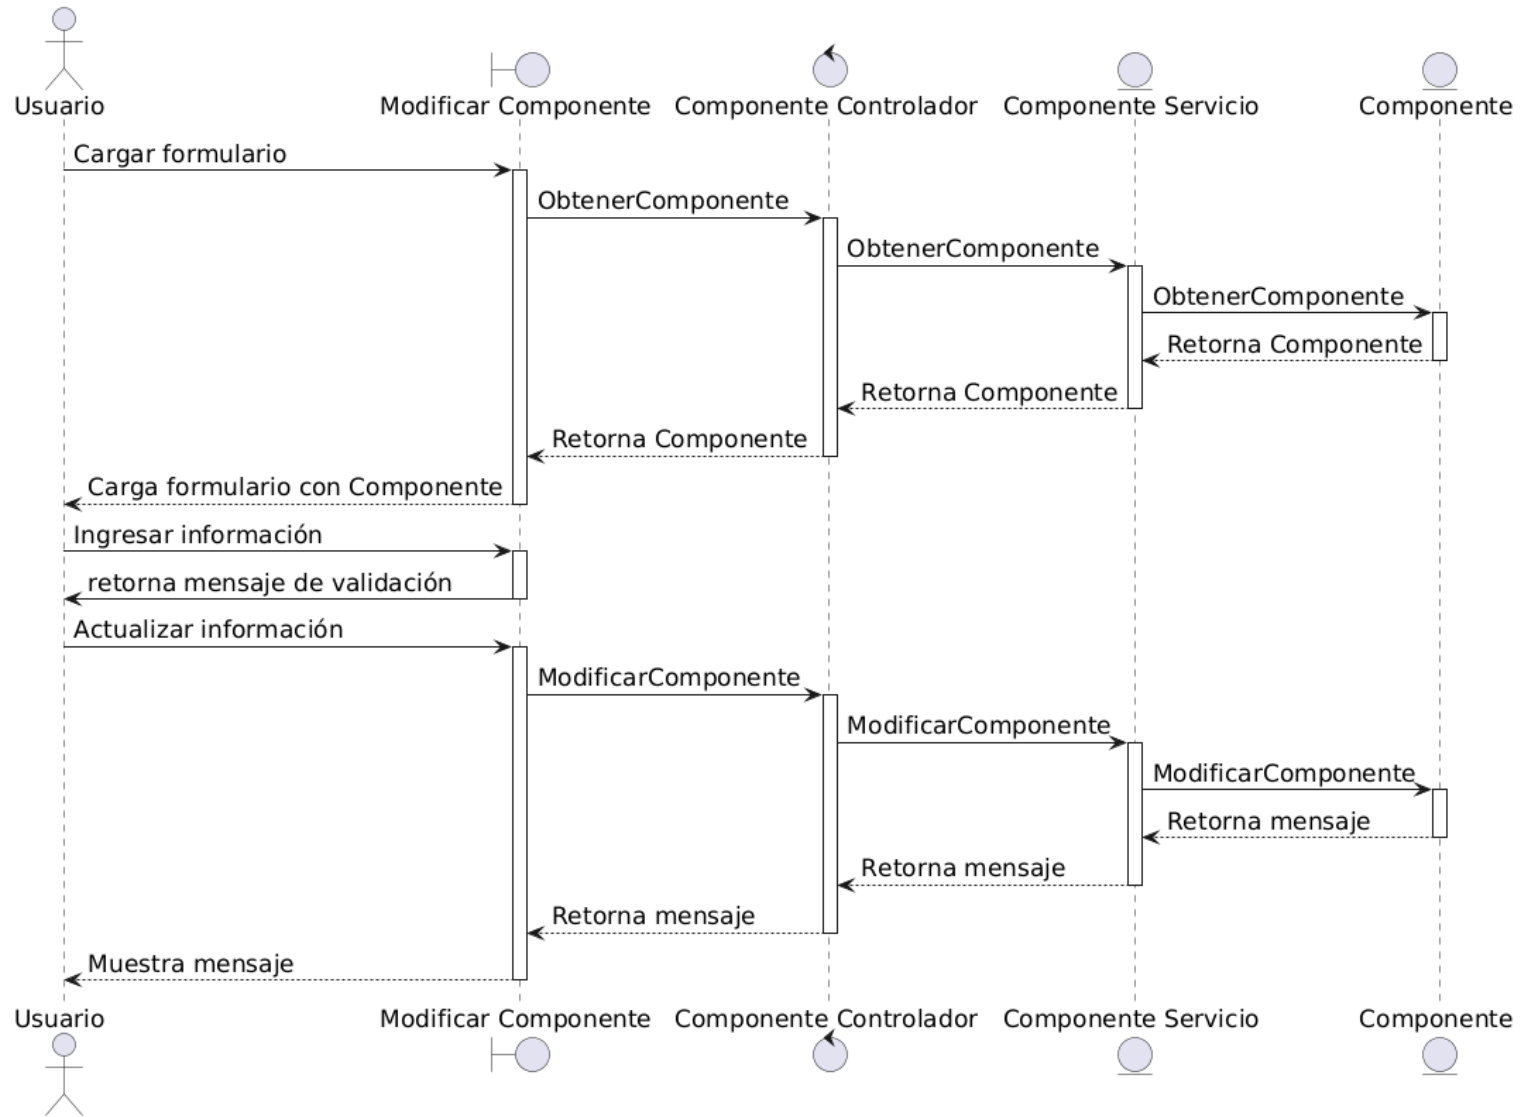 Usuario
Modificar Componente
Componente Controlador
Componente Servicio
Componente
Cargar formulario
ObtenerComponente
ObtenerComponente
ObtenerComponente
Retorna Componente
Retorna Componente
Retorna Componente
Carga formulario con Componente
Ingresar información
retorna mensaje de validación
Actualizar información
ModificarComponente
ModificarComponente
ModificarComponente
Retorna mensaje
Retorna mensaje
Retorna mensaje
Muestra mensaje
Usuario
Modificar Componente
Componente Controlador
Componente Servicio
Componente